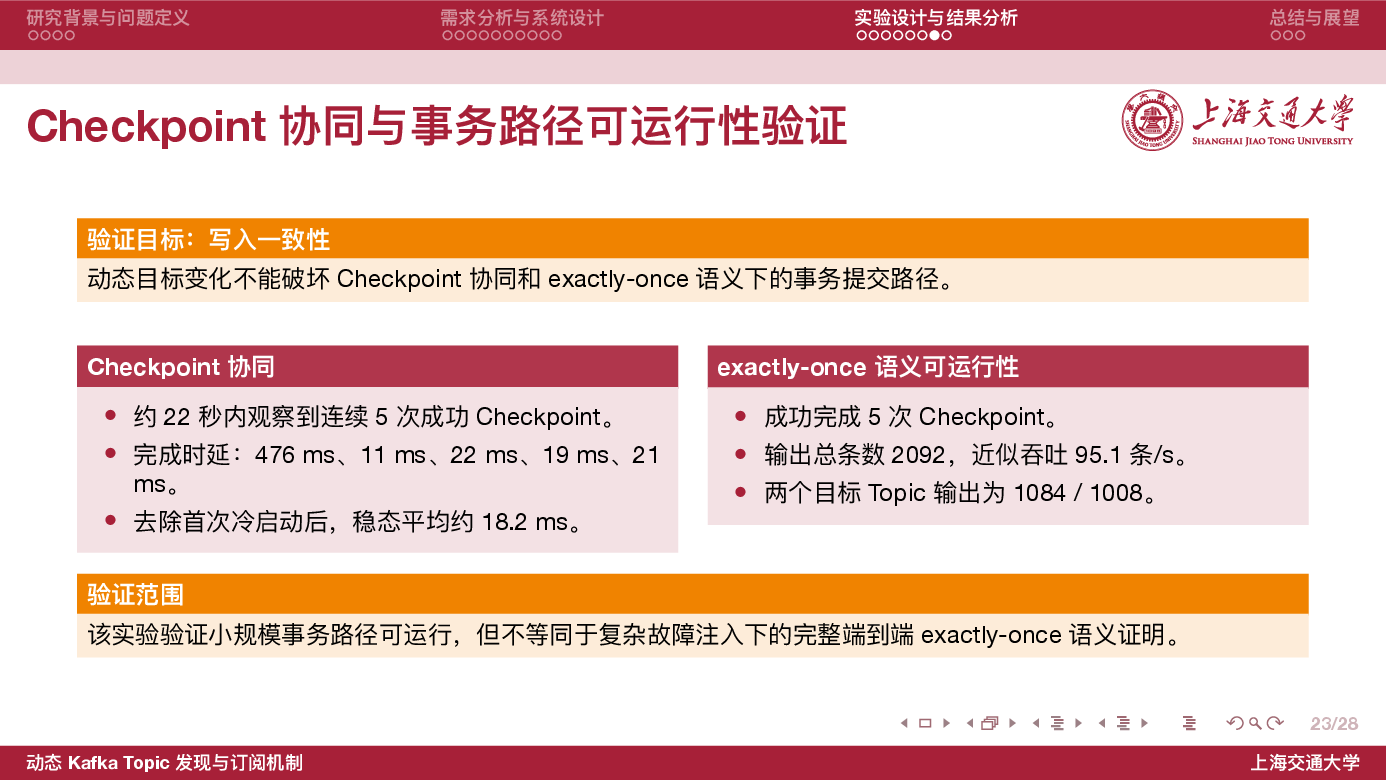 研究背景与问题定义
需求分析与系统设计
实验设计与结果分析
总结与展望
Checkpoint 协同与事务路径可运行性验证
上海交通大学
SHANGHAI JIAO TONG UNIVERSITY
验证目标：写入一致性
动态目标变化不能破坏 Checkpoint 协同和 exactly-once 语义下的事务提交路径。
Checkpoint 协同
约 22 秒内观察到连续 5 次成功 Checkpoint。
完成时延：476 ms、11 ms、22 ms、19 ms、21
ms。
去除首次冷启动后，稳态平均约 18.2 ms。
exactly-once 语义可运行性
成功完成 5 次 Checkpoint。
输出总条数 2092，近似吞吐 95.1 条/s。
两个目标 Topic 输出为 1084 / 1008。
验证范围
该实验验证小规模事务路径可运行，但不等同于复杂故障注入下的完整端到端 exactly-once 语义证明。
23/28
动态 Kafka Topic 发现与订阅机制
上海交通大学